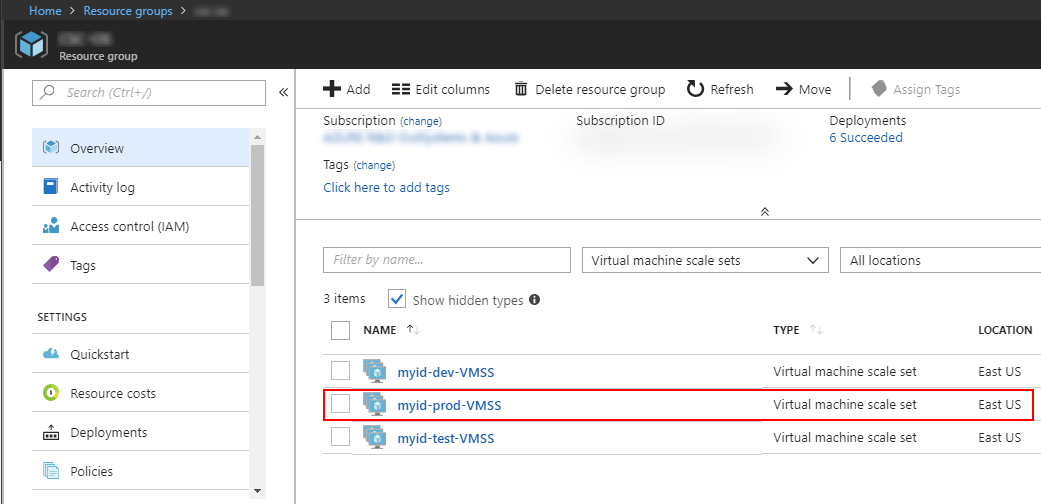 Home > Resource groups >
Resource group
Search (Ctrl+/)
Overview
Activity log
Access control (IAM)
Tags
SETTINGS
Quickstart
Resource costs
Deployments
Policies
Add Edit columns Delete resource group Refresh Move Assign Tags
Subscription (change) Subscription ID Deployments
6 Succeeded
Tags (change)
Click here to add tags
Filter by name... Virtual machine scale sets All locations
3 items Show hidden types
NAME TYPE LOCATION
myid-dev-VMSS Virtual machine scale set East US
myid-prod-VMSS Virtual machine scale set East US
myid-test-VMSS Virtual machine scale set East US